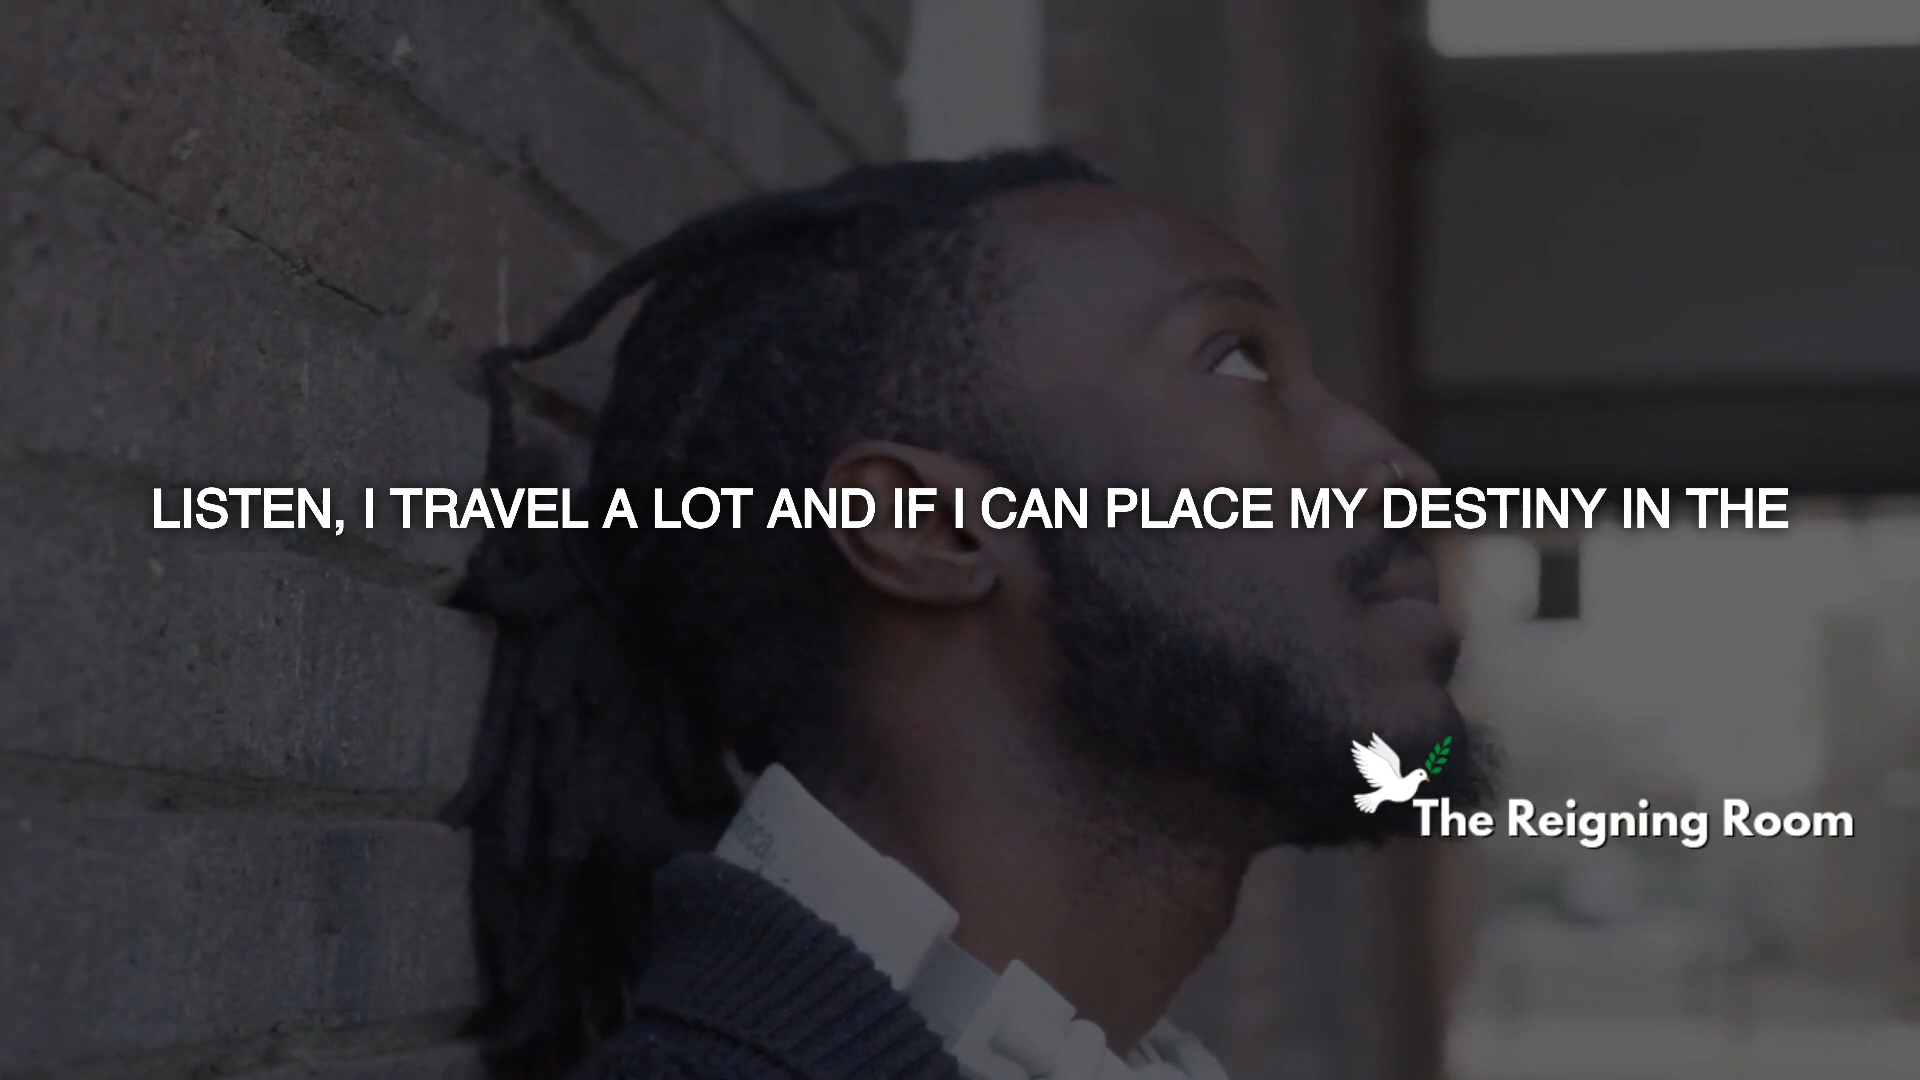 LISTEN, I TRAVEL A LOT AND IF I CAN PLACE MY DESTINY IN THE
The Reigning Room